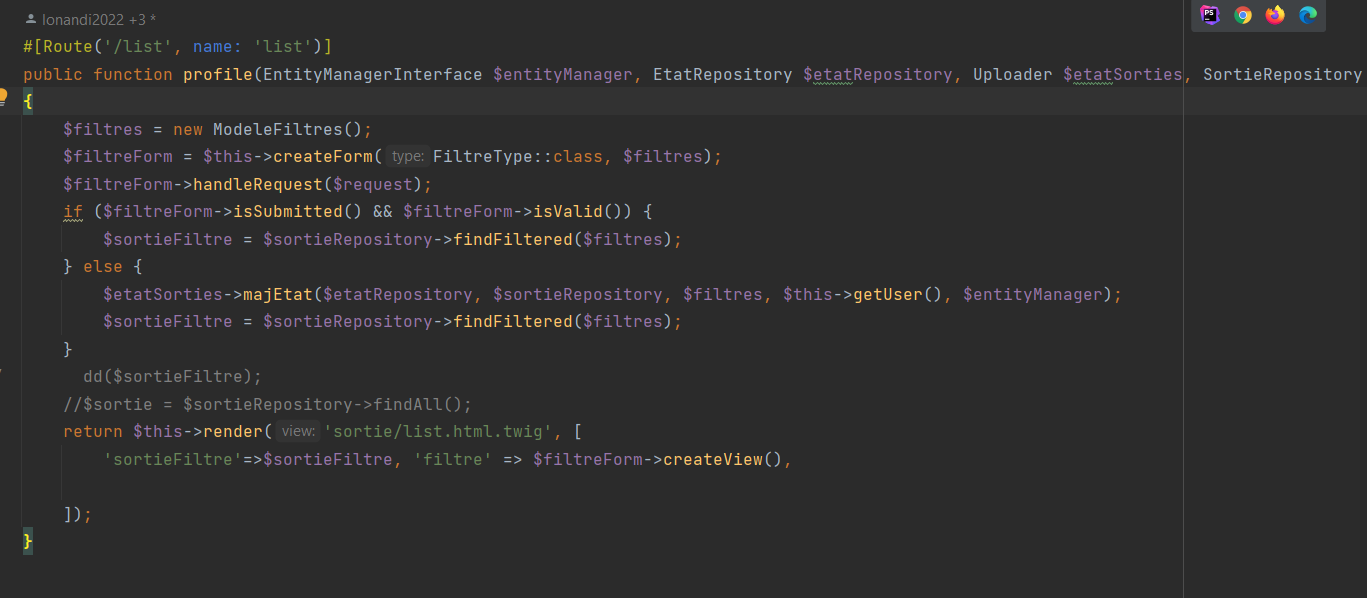 lonandi2022 +3 *
#[Route('/list', name: 'list')]
public function profile(EntityManagerInterface $entityManager, EtatRepository $etatRepository, Uploader $etatSorties, SortieRepository
{
    $filtres = new ModeleFiltres();
    $filtreForm = $this->createForm( type: FiltreType::class, $filtres);
    $filtreForm->handleRequest($request);
    if ($filtreForm->isSubmitted() && $filtreForm->isValid()) {
        $sortieFiltre = $sortieRepository->findFiltered($filtres);
    } else {
        $etatSorties->majEtat($etatRepository, $sortieRepository, $filtres, $this->getUser(), $entityManager);
        $sortieFiltre = $sortieRepository->findFiltered($filtres);
    }
      dd($sortieFiltre);
    //$sortie = $sortieRepository->findAll();
    return $this->render( view: 'sortie/list.html.twig', [
        'sortieFiltre'=>$sortieFiltre, 'filtre' => $filtreForm->createView(),
    ]);
}
PS